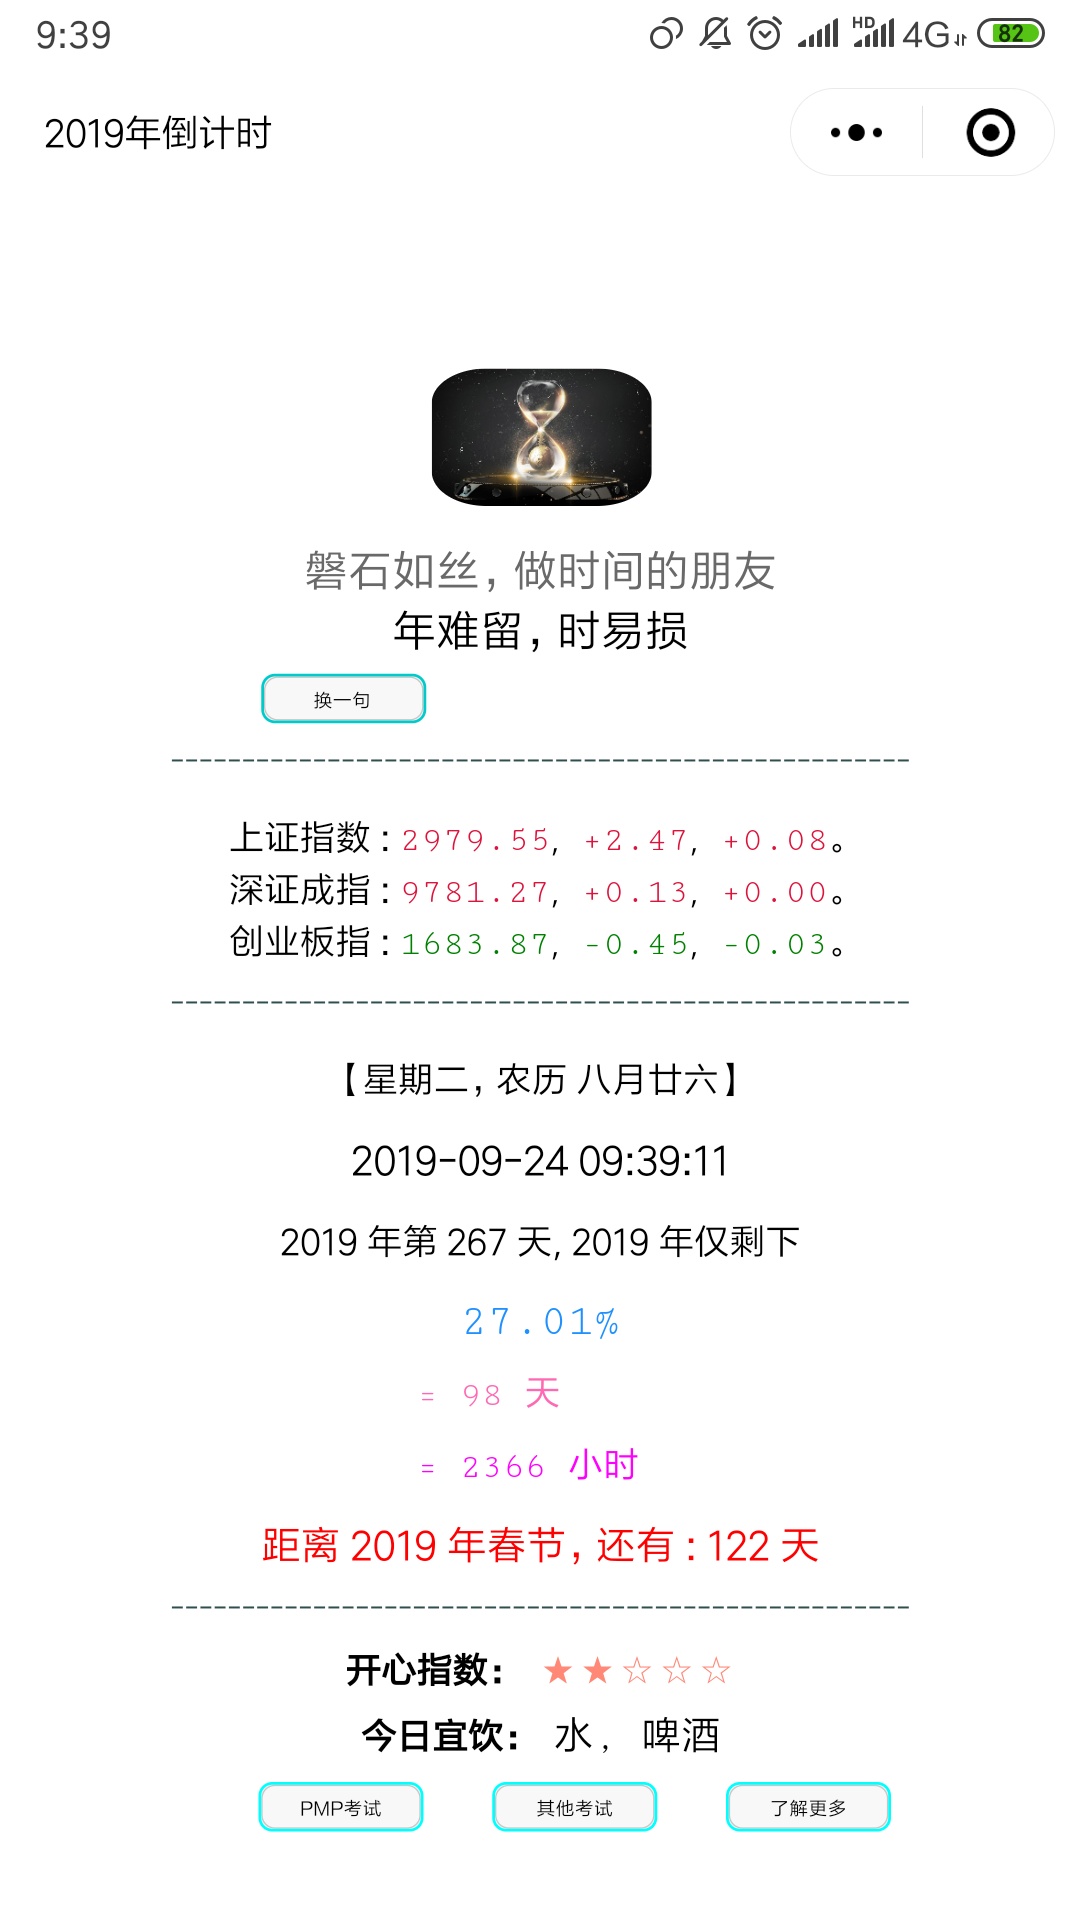 9:39
HD 4G 82
2019年倒计时
磐石如丝，做时间的朋友
年难留，时易损
换一句
----------------------------------------------------
上证指数：2979.55, +2.47, +0.08。
深证成指：9781.27, +0.13, +0.00。
创业板指：1683.87, -0.45, -0.03。
----------------------------------------------------
【星期二，农历 八月廿六】
2019-09-24 09:39:11
2019 年第 267 天, 2019 年仅剩下
27.01%
= 98 天
= 2366 小时
距离 2019 年春节，还有：122 天
----------------------------------------------------
开心指数： ★★☆☆☆
今日宜饮： 水， 啤酒
PMP考试 其他考试 了解更多